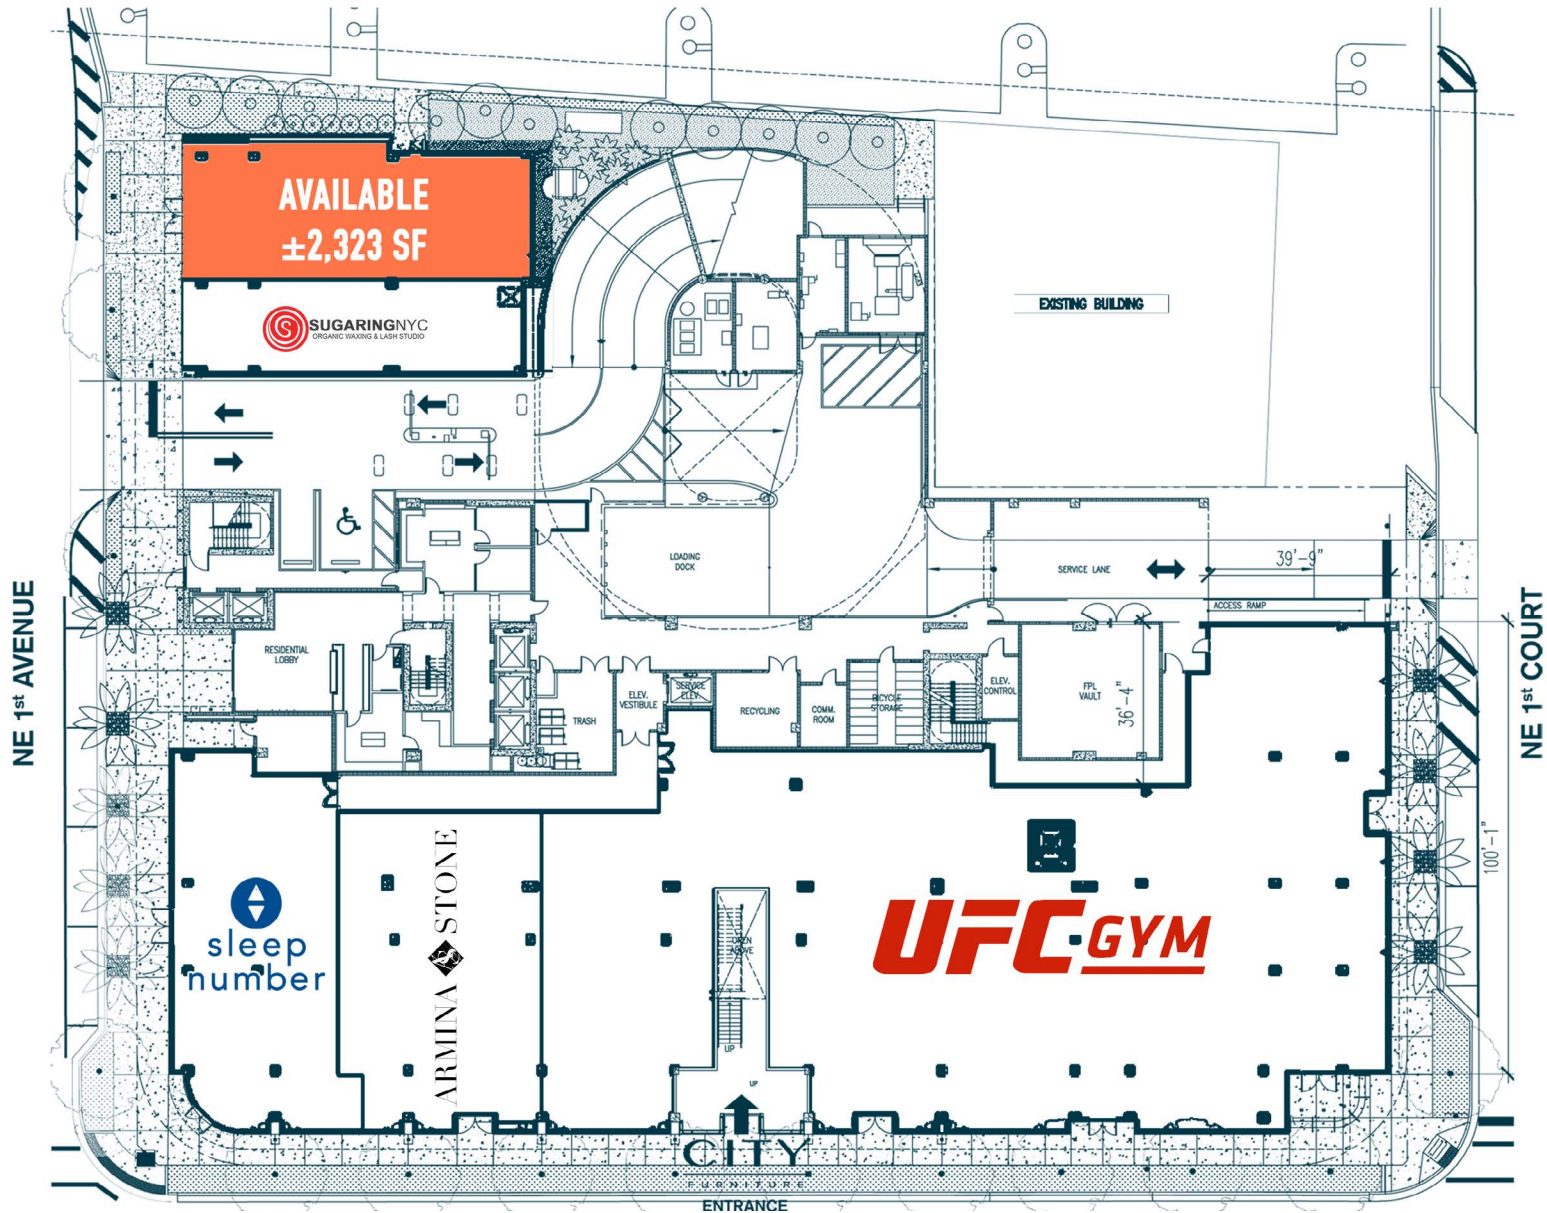 AVAILABLE
±2,323 SF
SUGARINGNYC
ORGANIC WAXING & LASH STUDIO
EXISTING BUILDING
LOADING
DOCK
SERVICE LANE
39'-9"
ACCESS RAMP
NE 1st AVENUE
NE 1st COURT
RESIDENTIAL
LOBBY
TRASH
ELEV.
VESTIBULE
SERVICE
ELEV.
RECYCLING
COMM.
ROOM
BICYCLE
STORAGE
ELEV.
CONTROL
FPL
VAULT
36'-4"
100'-1"
sleep
number
ARMINA STONE
OPEN
ABOVE
UP
UP
UFC GYM
CITY
FURNITURE
ENTRANCE